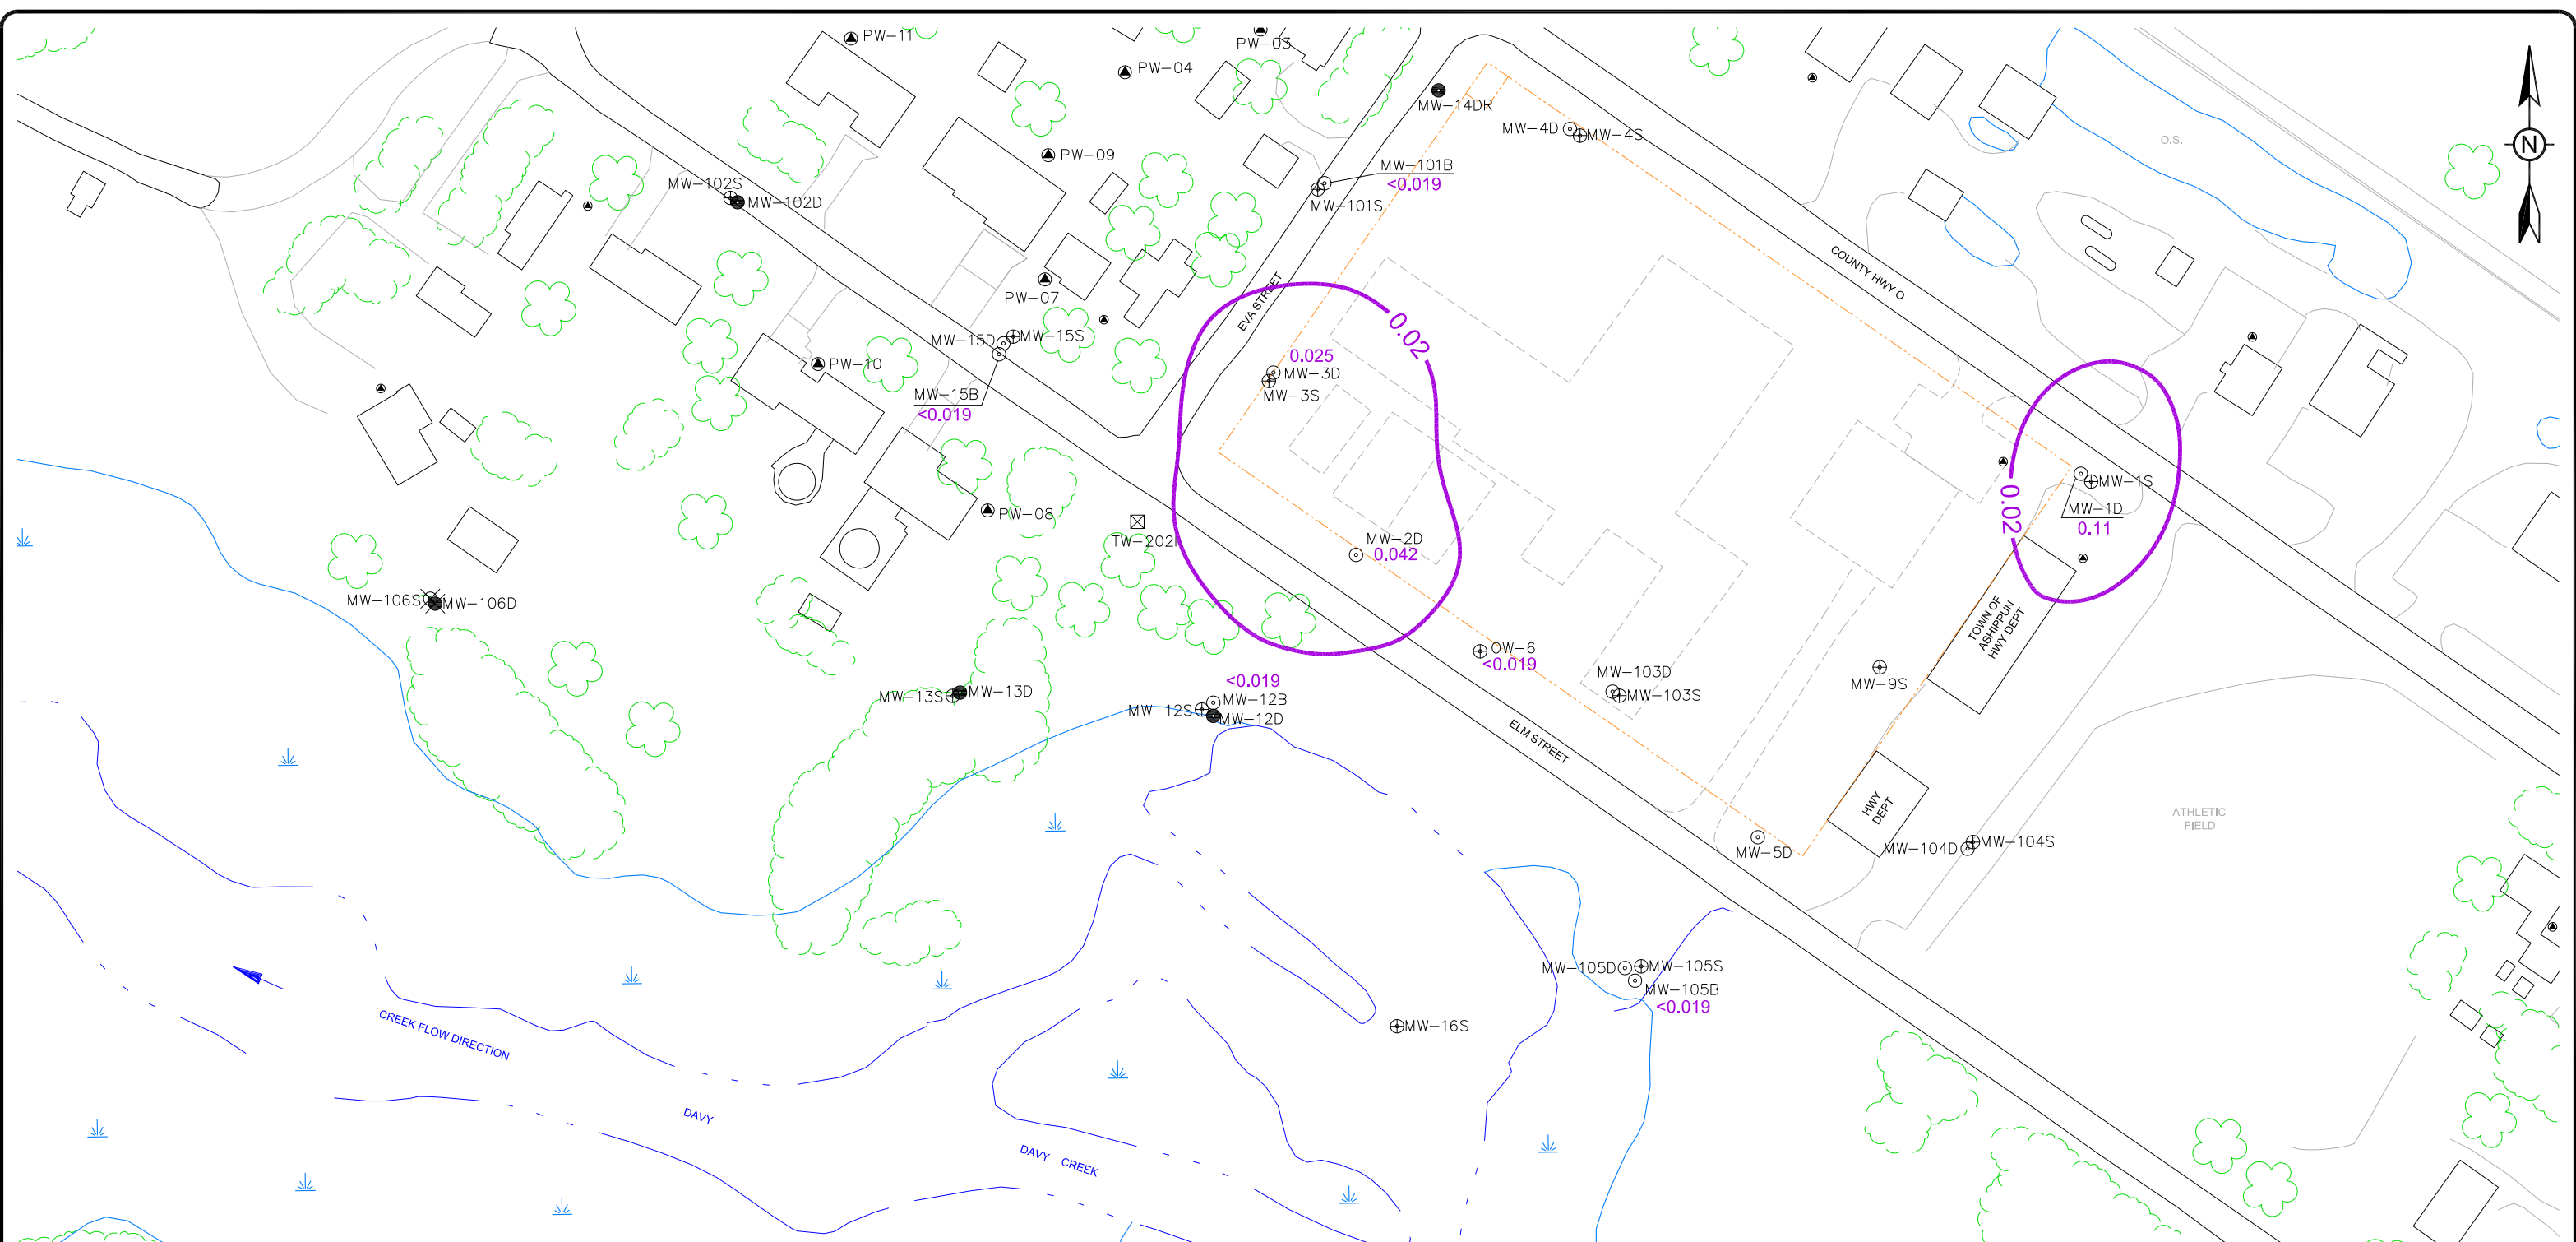 PW-11
PW-03
PW-04
N
MW-14DR
MW-4D
MW-4S
O.S.
PW-09
MW-101B
<0.019
MW-101S
MW-102S
MW-102D
COUNTY HWY O
PW-07
EVA STREET
0.02
MW-15D
MW-15S
0.025
MW-3D
MW-3S
PW-10
MW-15B
<0.019
MW-1S
MW-1D
0.11
0.02
PW-08
TW-202
MW-2D
0.042
MW-106S
MW-106D
TOWN OF
ASHIPPUN
HWY DEPT
OW-6
<0.019
MW-103D
MW-103S
MW-9S
<0.019
MW-12B
MW-12S
MW-12D
MW-13S
MW-13D
ELM STREET
HWY
DEPT
ATHLETIC
FIELD
MW-5D
MW-104D
MW-104S
MW-105D
MW-105S
MW-105B
<0.019
MW-16S
CREEK FLOW DIRECTION
DAVY
DAVY CREEK